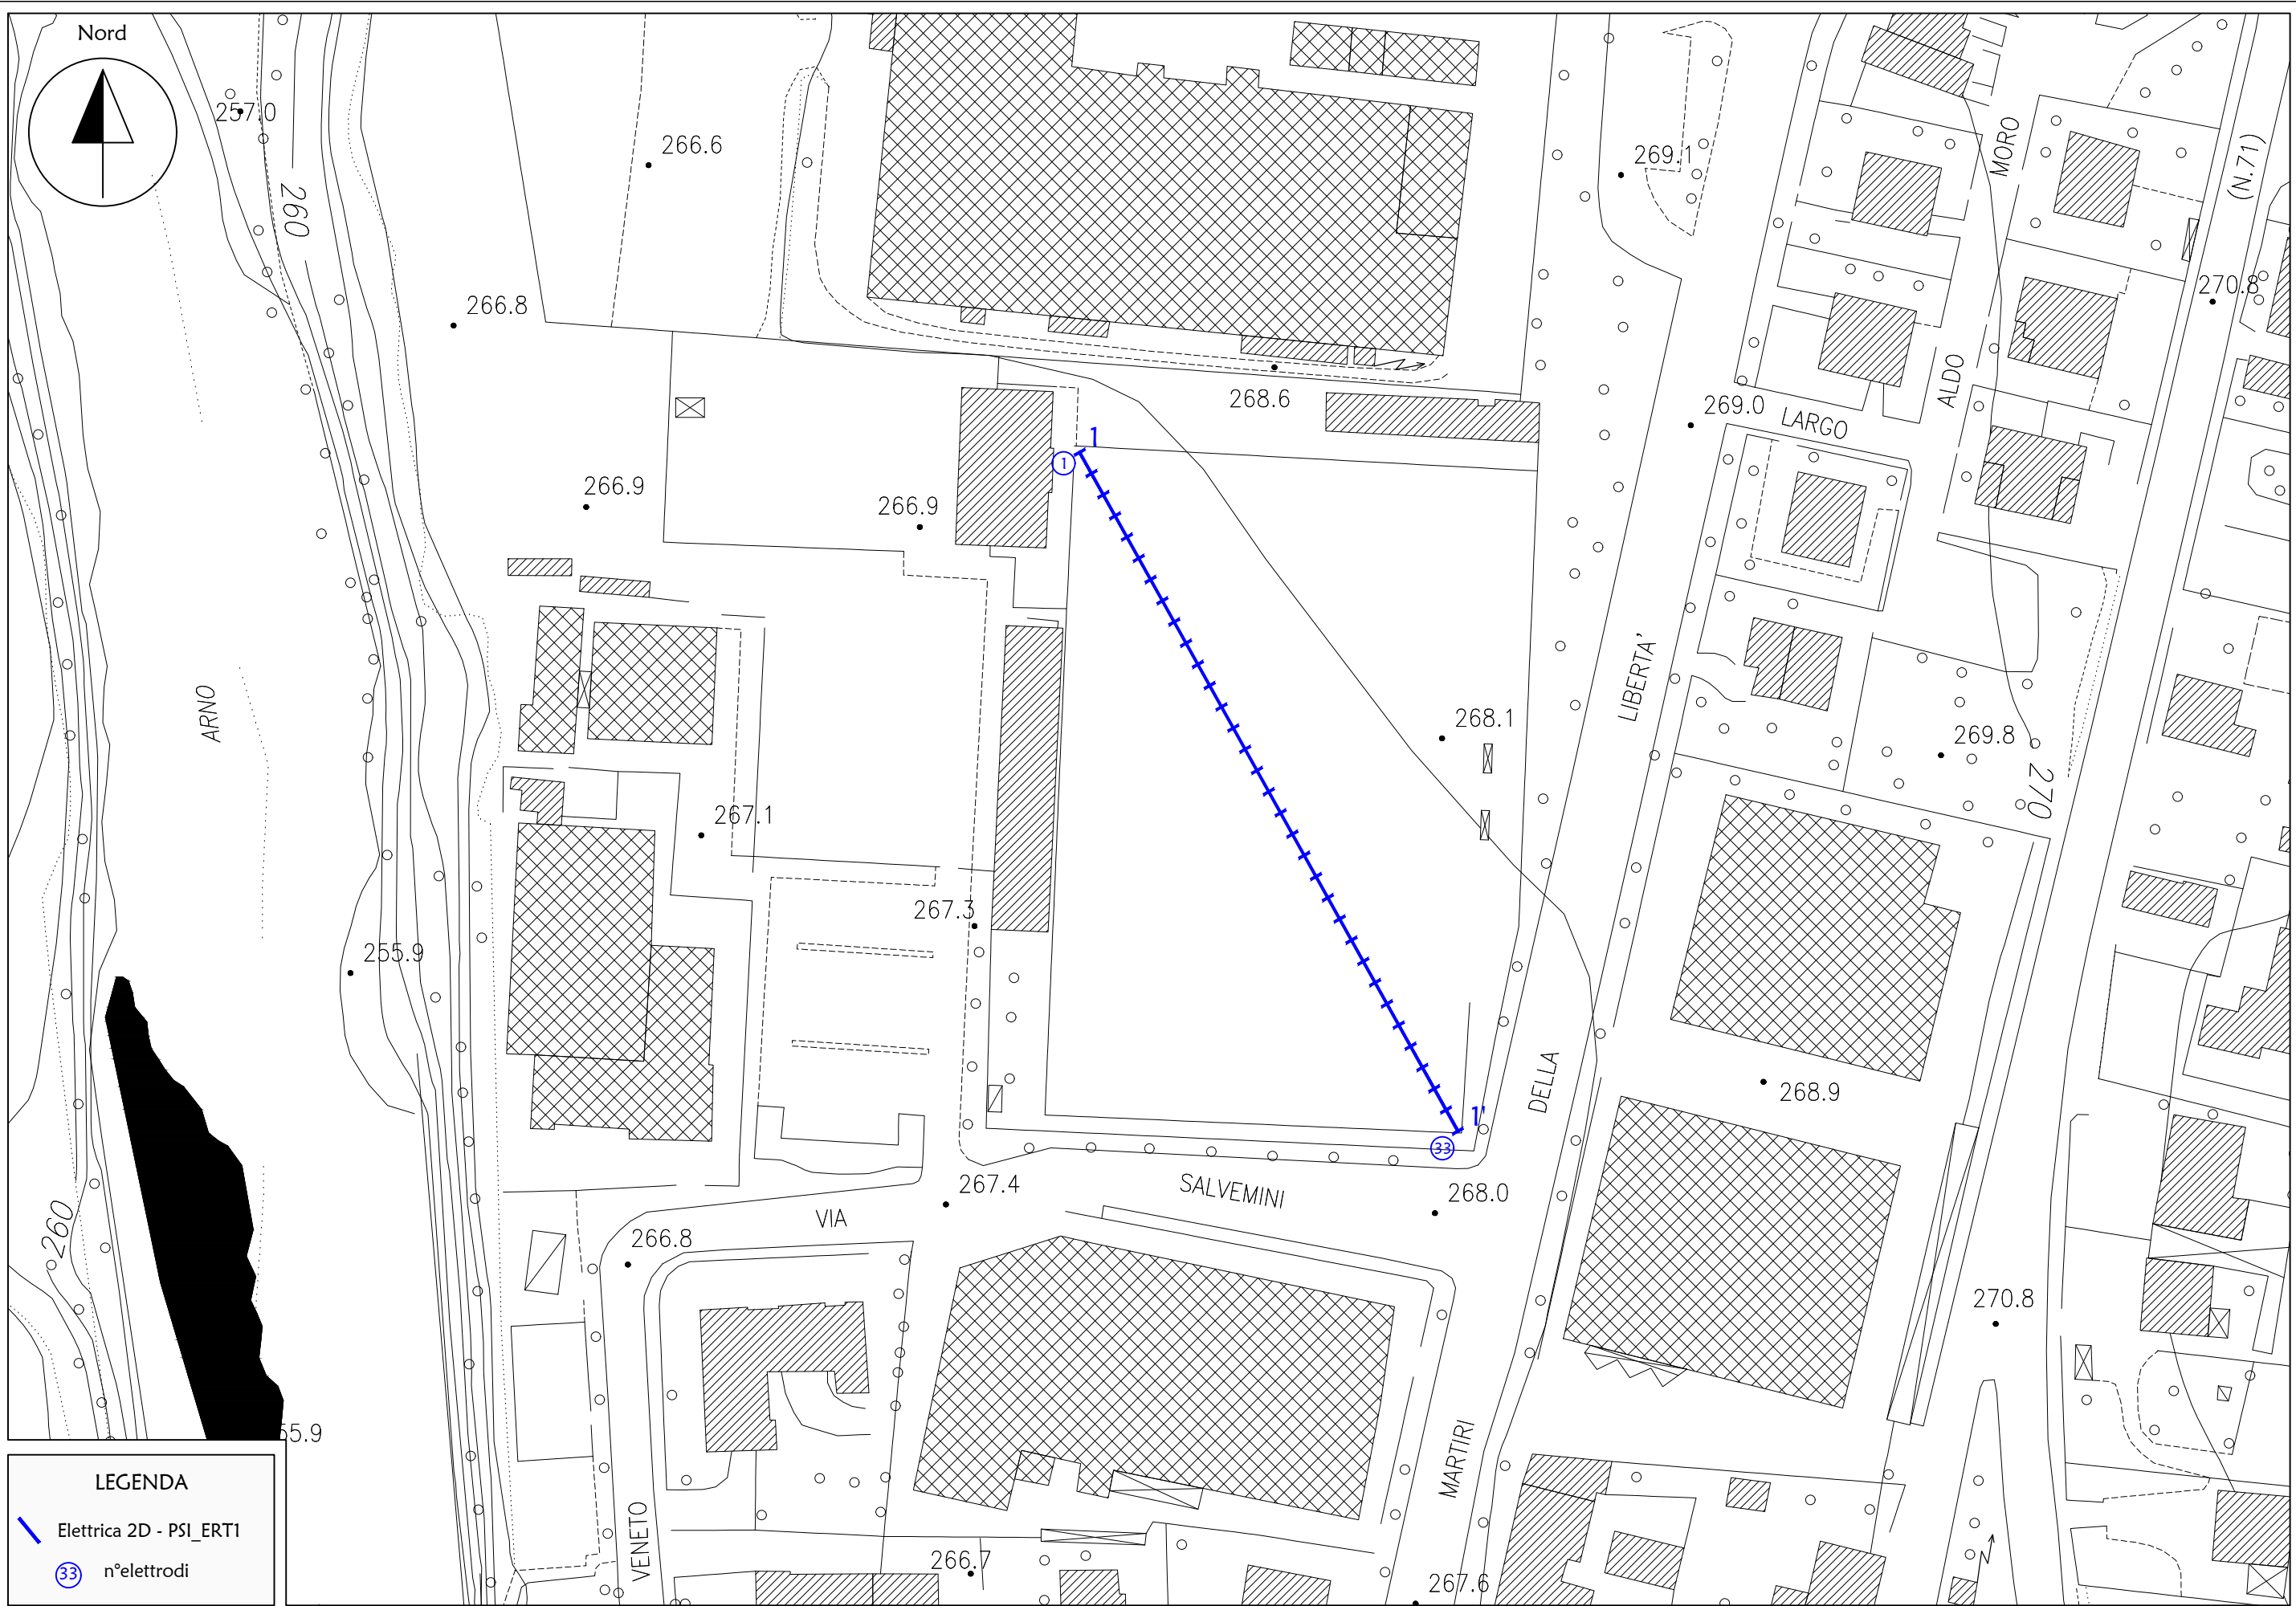 Nord
257.0
266.6
269.1
MORO
(N.71)
260
266.8
270.8
268.6
269.0
LARGO
ALDO
1
1
266.9
266.9
ARNO
LIBERTA'
268.1
269.8
270
267.1
267.3
255.9
DELLA
268.9
1'
33
267.4
SALVEMINI
268.0
VIA
260
266.8
270.8
55.9
MARTIRI
VENETO
266.7
267.6
LEGENDA
Elettrica 2D - PSI_ERT1
33 n°elettrodi